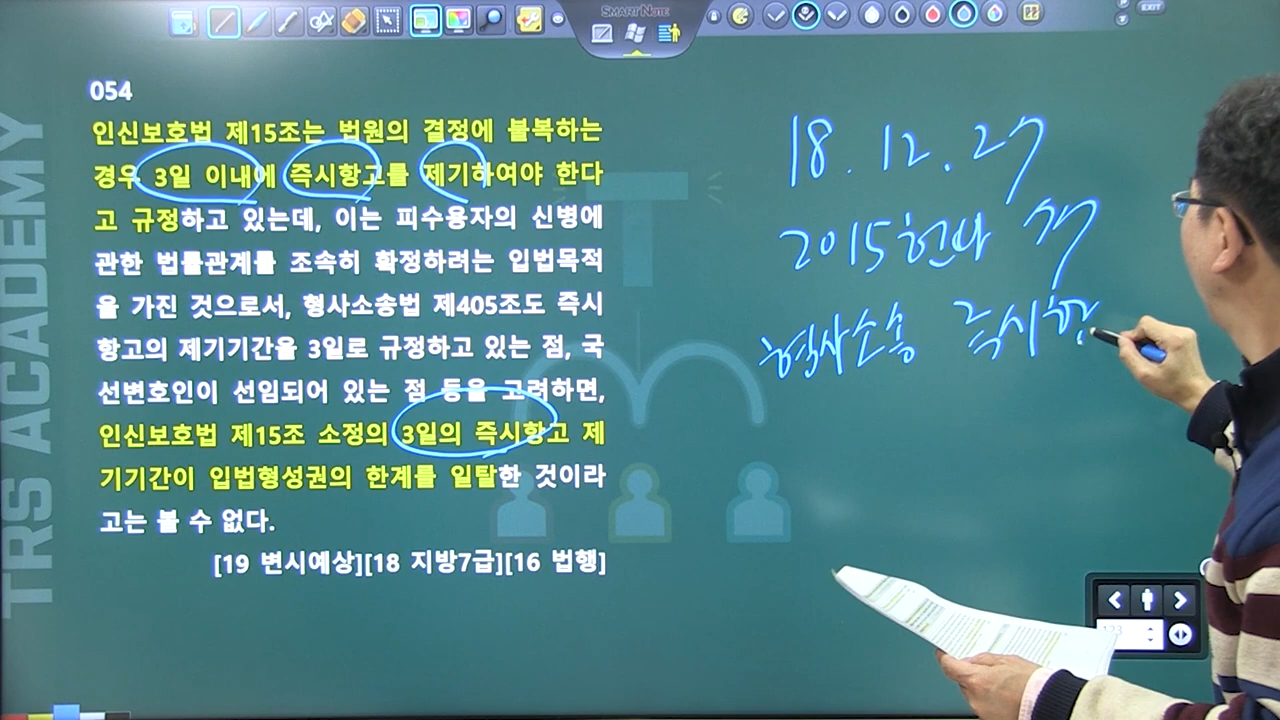 SMARTNOTE
EXIT
054
인신보호법 제15조는 법원의 결정에 불복하는
경우 3일 이내에 즉시항고를 제기하여야 한다
고 규정하고 있는데, 이는 피수용자의 신병에
관한 법률관계를 조속히 확정하려는 입법목적
을 가진 것으로서, 형사소송법 제405조도 즉시
항고의 제기기간을 3일로 규정하고 있는 점, 국
선변호인이 선임되어 있는 점 등을 고려하면,
인신보호법 제15조 소정의 3일의 즉시항고 제
기기간이 입법형성권의 한계를 일탈한 것이라
고는 볼 수 없다.
[19 변시예상][18 지방7급][16 법행]
18. 12. 27
2015헌바
형사소송 즉시항
TRS ACADEMY
123